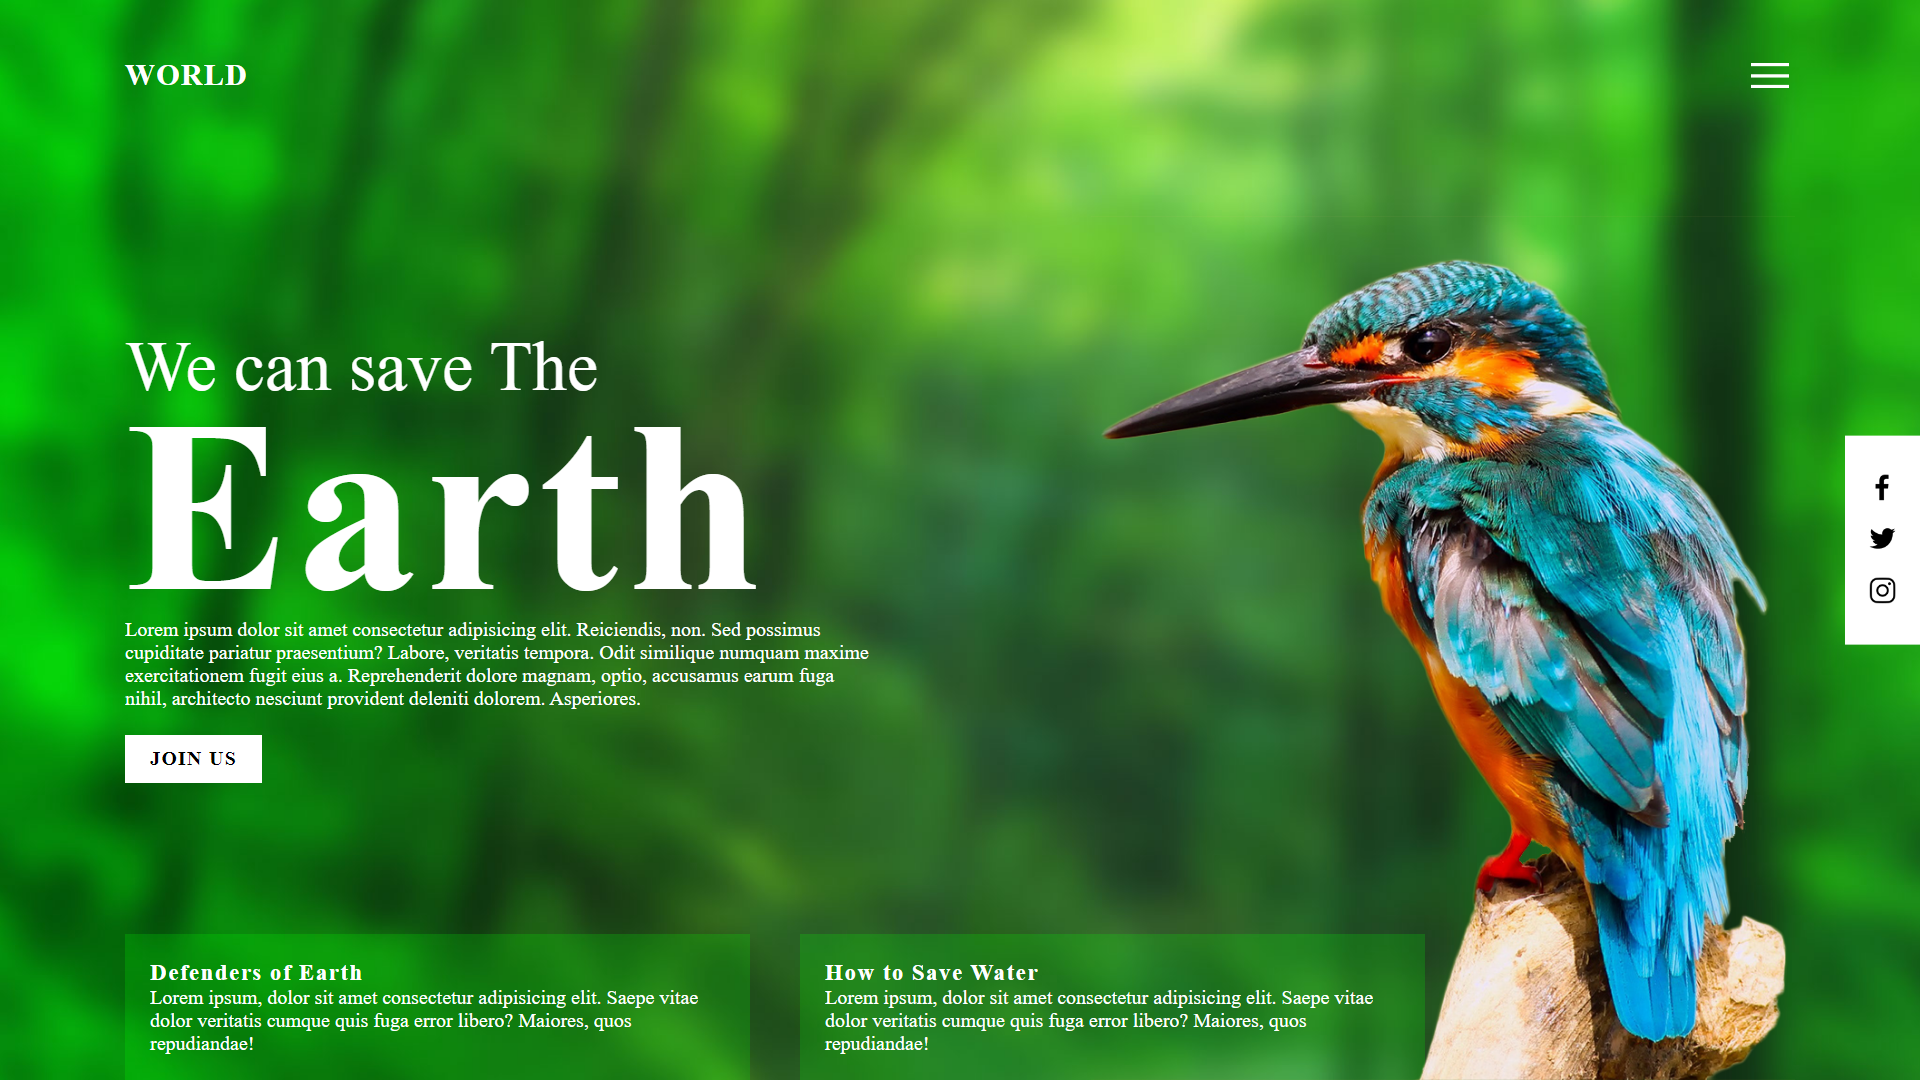 WORLD
We can save The
Earth
Lorem ipsum dolor sit amet consectetur adipisicing elit. Reiciendis, non. Sed possimus
cupiditate pariatur praesentium? Labore, veritatis tempora. Odit similique numquam maxime
exercitationem fugit eius a. Reprehenderit dolore magnam, optio, accusamus earum fuga
nihil, architecto nesciunt provident deleniti dolorem. Asperiores.
JOIN US
Defenders of Earth
Lorem ipsum, dolor sit amet consectetur adipisicing elit. Saepe vitae
dolor veritatis cumque quis fuga error libero? Maiores, quos
repudiandae!
How to Save Water
Lorem ipsum, dolor sit amet consectetur adipisicing elit. Saepe vitae
dolor veritatis cumque quis fuga error libero? Maiores, quos
repudiandae!